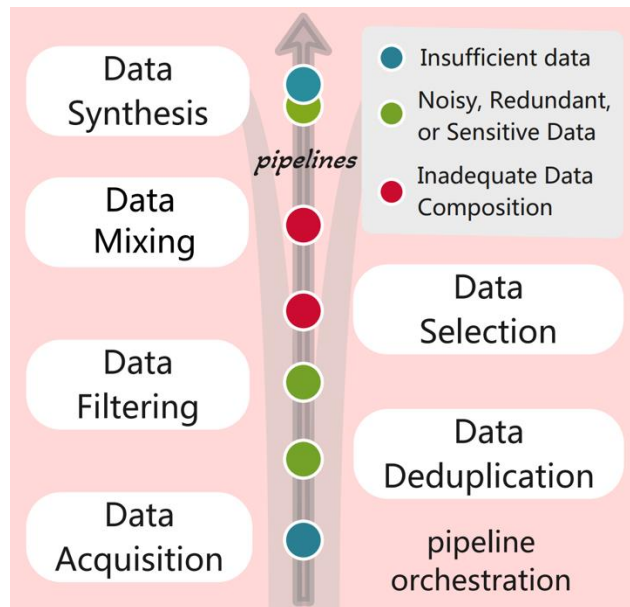 Data
Synthesis
Insufficient data
Noisy, Redundant,
or Sensitive Data
Inadequate Data
Composition
pipelines
Data
Mixing
Data
Selection
Data
Filtering
Data
Deduplication
Data
Acquisition
pipeline
orchestration